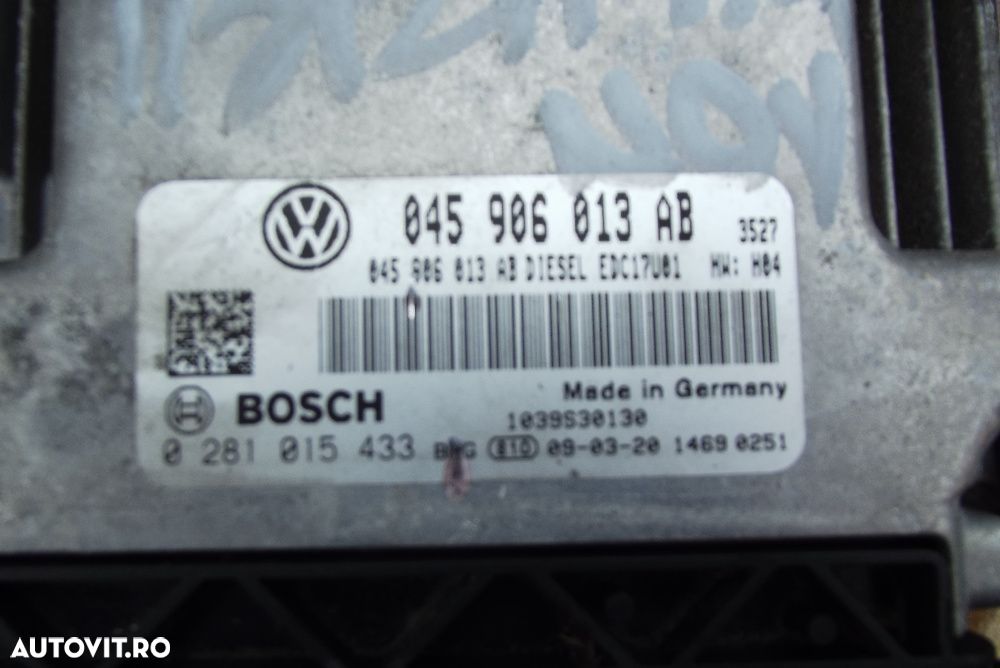 045 906 013 AB 3527
045 906 013 AB DIESEL EDC17U01 HW: H04
Made in Germany
BOSCH
1039S30130
0 281 015 433 810 09-03-20 1469 0251
AUTOVIT.RO